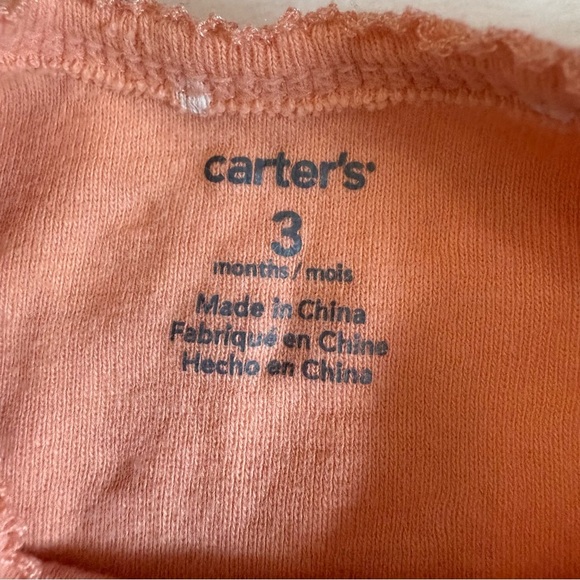 carter's
3
months / mois
Made in China
Fabriqué en Chine
Hecho en China